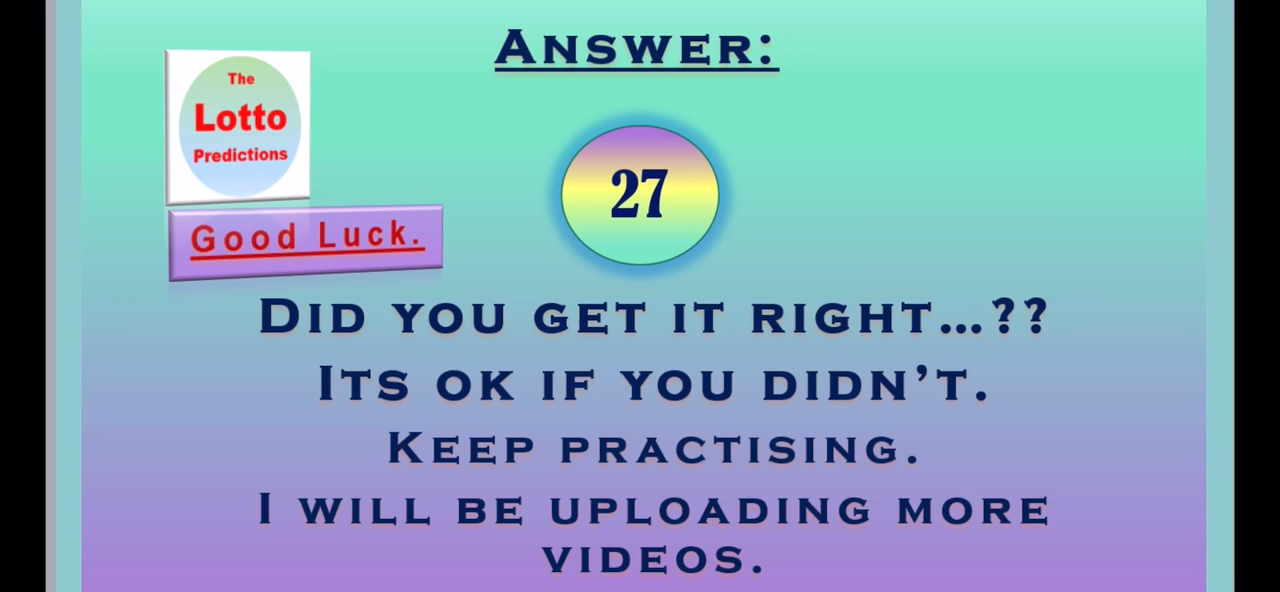 Answer:
The
Lotto
Predictions
Good Luck.
27
Did you get it right...??
Its ok if you didn't.
Keep practising.
I will be uploading more
videos.